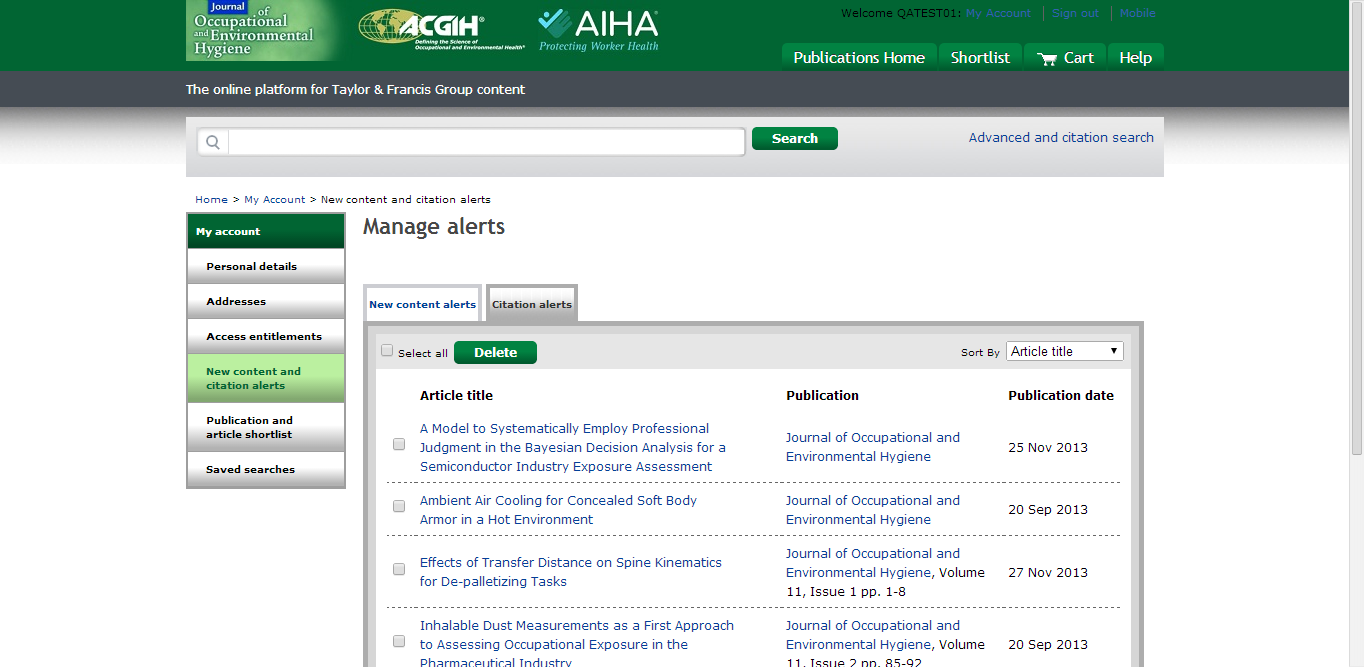 Journal of
Occupational
and Environmental
Hygiene
ACGIH®
Defining the Science of
Occupational and Environmental Health®
AIHA®
Protecting Worker Health
Welcome QATEST01: My Account Sign out Mobile
Publications Home Shortlist Cart Help
The online platform for Taylor & Francis Group content
Search
Advanced and citation search
Home > My Account > New content and citation alerts
My account
Personal details
Addresses
Access entitlements
New content and
citation alerts
Publication and
article shortlist
Saved searches
Manage alerts
New content alerts Citation alerts
Select all Delete Sort By Article title
Article title Publication Publication date
A Model to Systematically Employ Professional
Judgment in the Bayesian Decision Analysis for a
Semiconductor Industry Exposure Assessment
Journal of Occupational and
Environmental Hygiene
25 Nov 2013
Ambient Air Cooling for Concealed Soft Body
Armor in a Hot Environment
Journal of Occupational and
Environmental Hygiene
20 Sep 2013
Effects of Transfer Distance on Spine Kinematics
for De-palletizing Tasks
Journal of Occupational and
Environmental Hygiene, Volume
11, Issue 1 pp. 1-8
27 Nov 2013
Inhalable Dust Measurements as a First Approach
to Assessing Occupational Exposure in the
Pharmaceutical Industry
Journal of Occupational and
Environmental Hygiene, Volume
11, Issue 2 pp. 85-92
20 Sep 2013